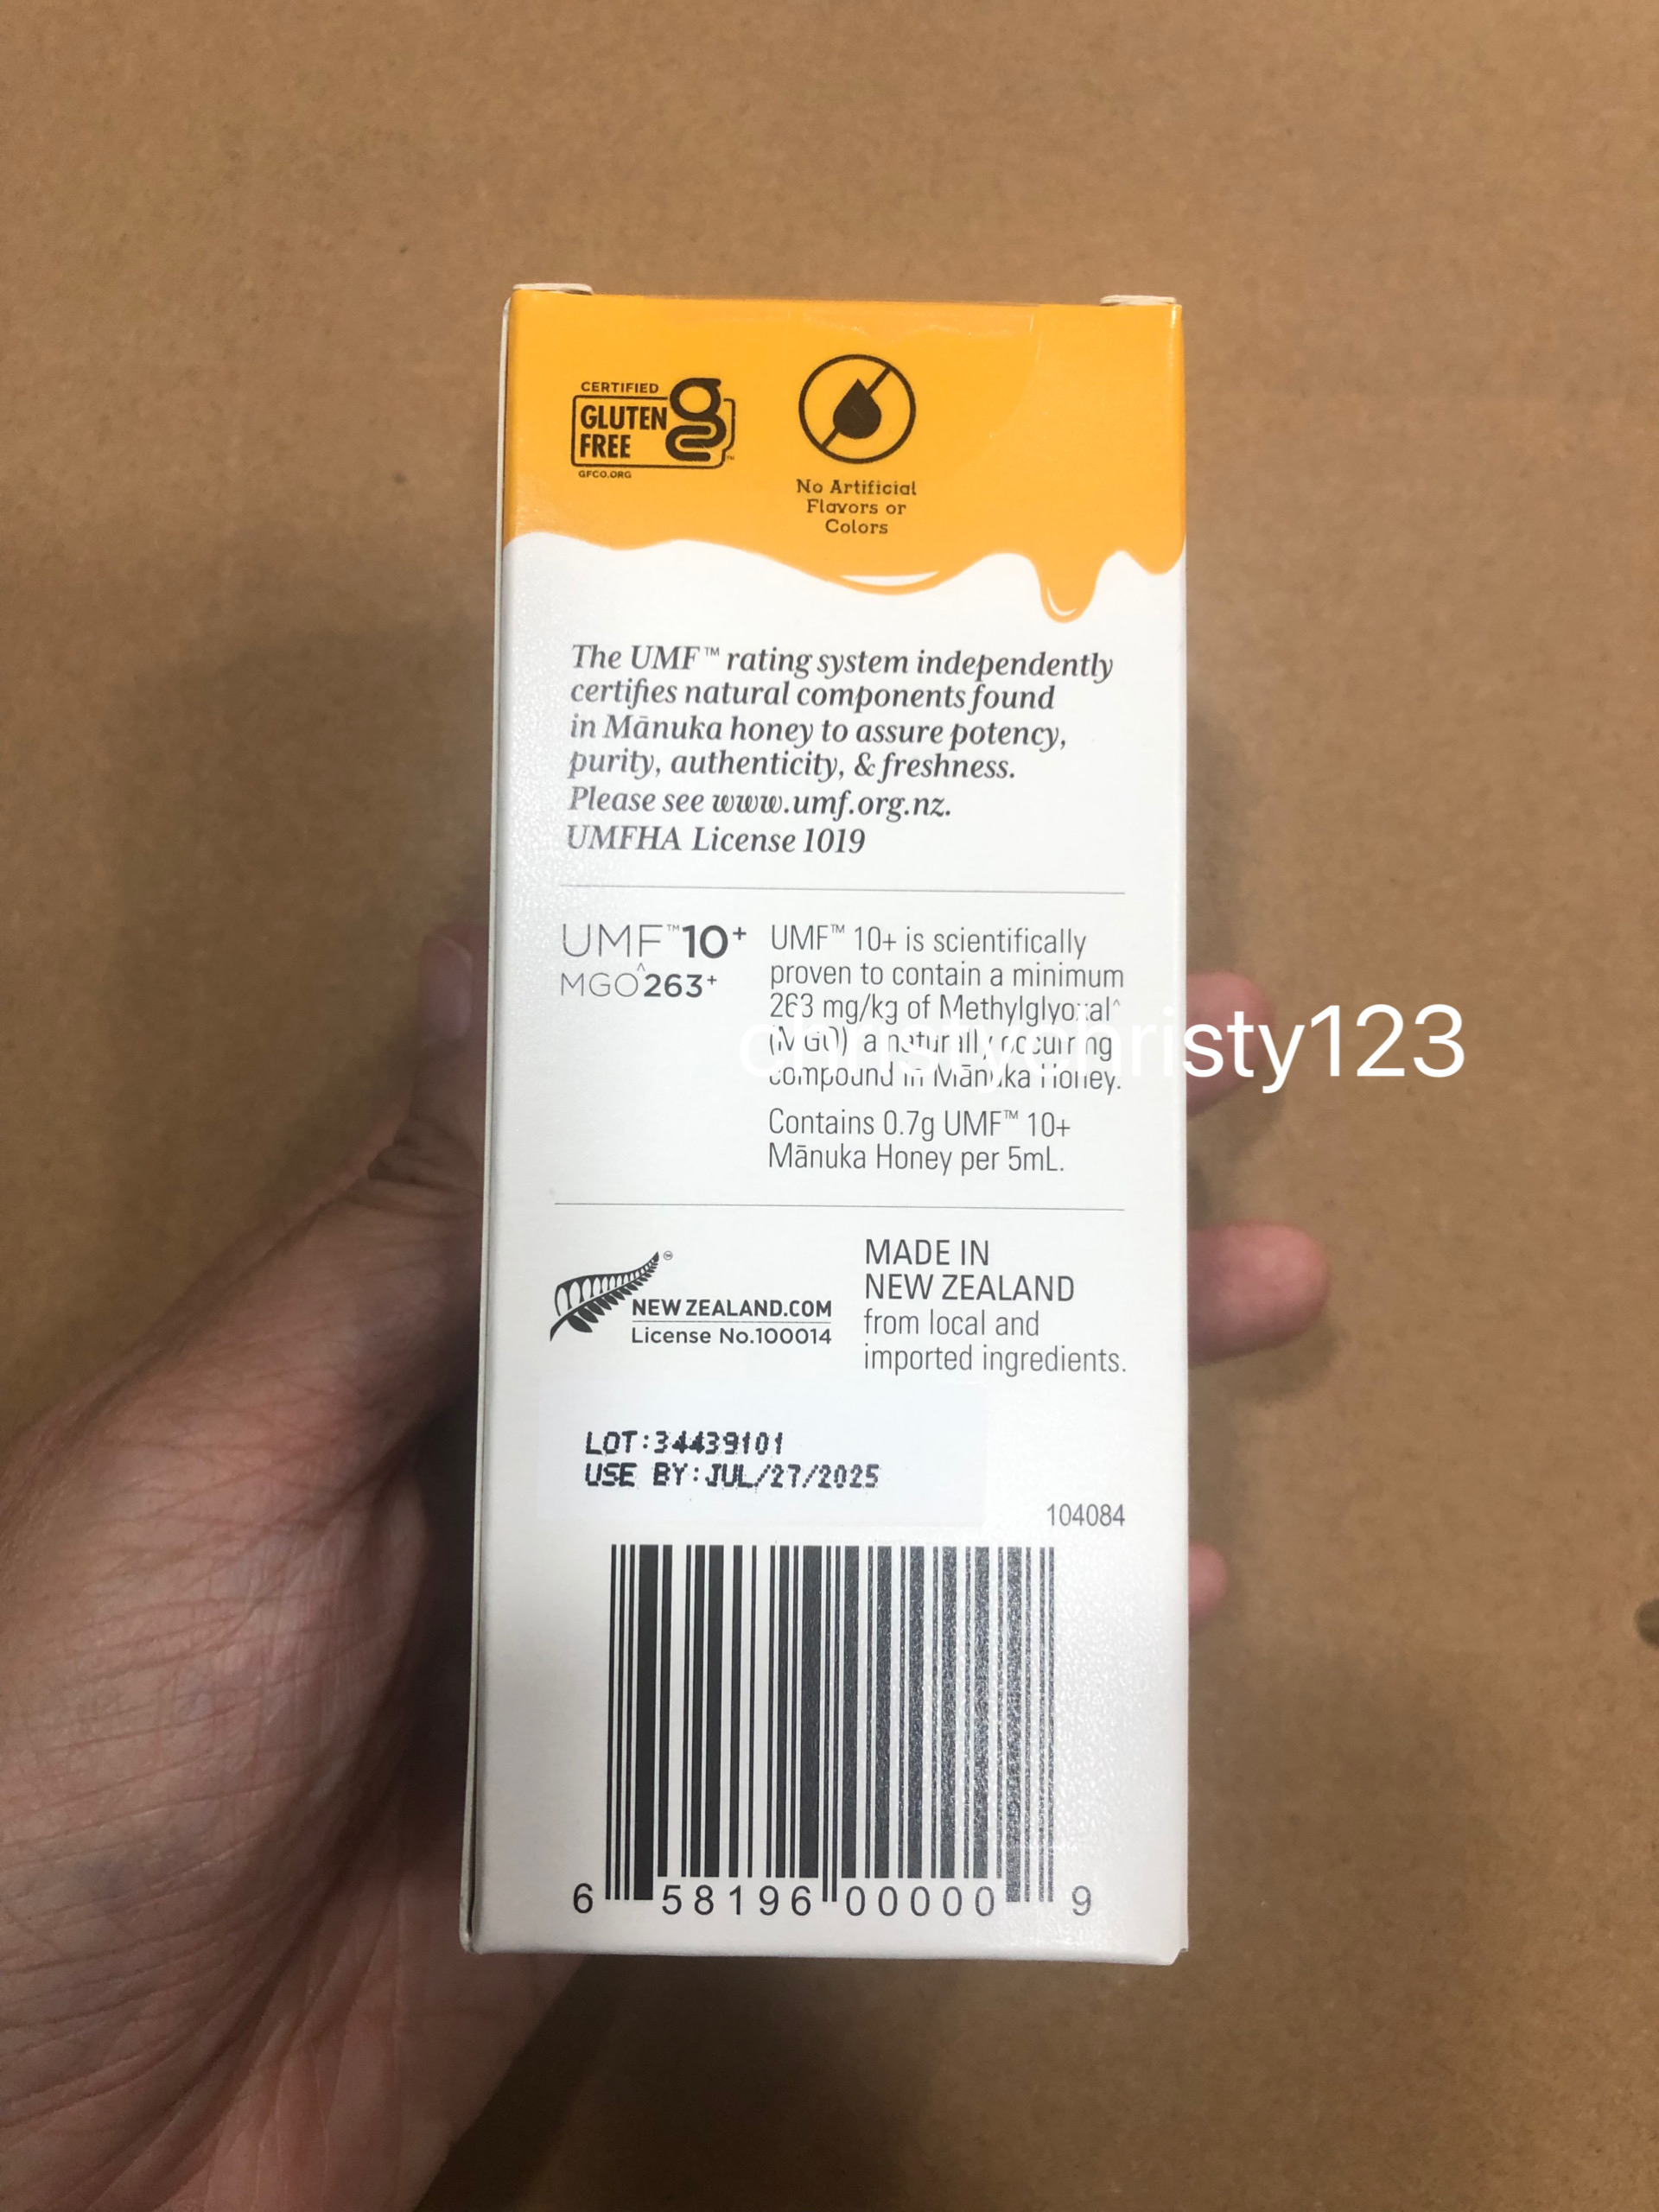 CERTIFIED
GLUTEN
FREE
GFCO.ORG
No Artificial
Flavors or
Colors
The UMF™ rating system independently
certifies natural components found
in Mānuka honey to assure potency,
purity, authenticity, & freshness.
Please see www.umf.org.nz.
UMFHA License 1019
UMF™10+
MGO^263+
UMF™ 10+ is scientifically
proven to contain a minimum
263 mg/kg of Methylglyoxal^
(MGO), a naturally occurring
compound in Mānuka Honey.
christychristy123
Contains 0.7g UMF™ 10+
Mānuka Honey per 5mL.
NEW ZEALAND.COM
License No.100014
MADE IN
NEW ZEALAND
from local and
imported ingredients.
LOT:34439101
USE BY:JUL/27/2025
104084
6 58196 00000 9